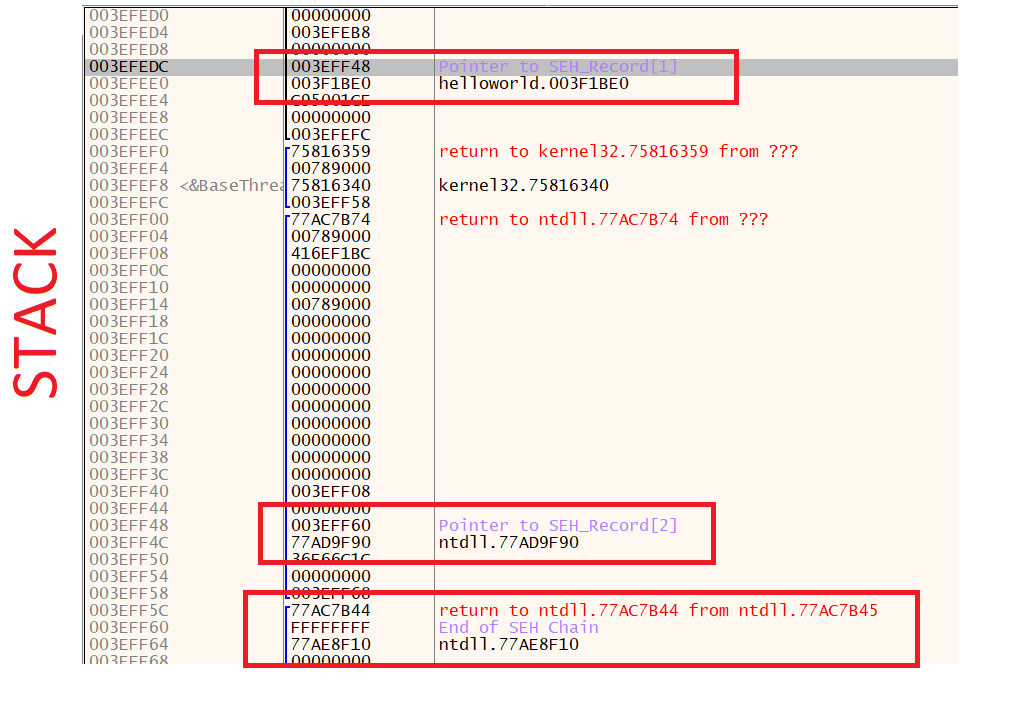 STACK
003EFED0 00000000
003EFED4 003EFEB8
003EFED8 00000000
003EFEDC 003EFF48 Pointer to SEH_Record[1]
003EFEE0 003F1BE0 helloworld.003F1BE0
003EFEE4 C95001CE
003EFEE8 00000000
003EFEEC 003EFEFC
003EFEF0 75816359 return to kernel32.75816359 from ???
003EFEF4 00789000
003EFEF8 <&BaseThrea 75816340 kernel32.75816340
003EFEFC 003EFF58
003EFF00 77AC7B74 return to ntdll.77AC7B74 from ???
003EFF04 00789000
003EFF08 416EF1BC
003EFF0C 00000000
003EFF10 00000000
003EFF14 00789000
003EFF18 00000000
003EFF1C 00000000
003EFF20 00000000
003EFF24 00000000
003EFF28 00000000
003EFF2C 00000000
003EFF30 00000000
003EFF34 00000000
003EFF38 00000000
003EFF3C 00000000
003EFF40 003EFF08
003EFF44 00000000
003EFF48 003EFF60 Pointer to SEH_Record[2]
003EFF4C 77AD9F90 ntdll.77AD9F90
003EFF50
003EFF54 00000000
003EFF58 003EFF68
003EFF5C 77AC7B44 return to ntdll.77AC7B44 from ntdll.77AC7B45
003EFF60 FFFFFFFF End of SEH Chain
003EFF64 77AE8F10 ntdll.77AE8F10
003EFF68 00000000